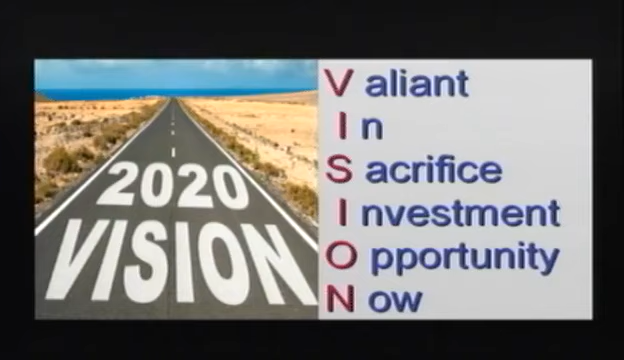 2020
VISION
Valiant
In
Sacrifice
Investment
Opportunity
Now